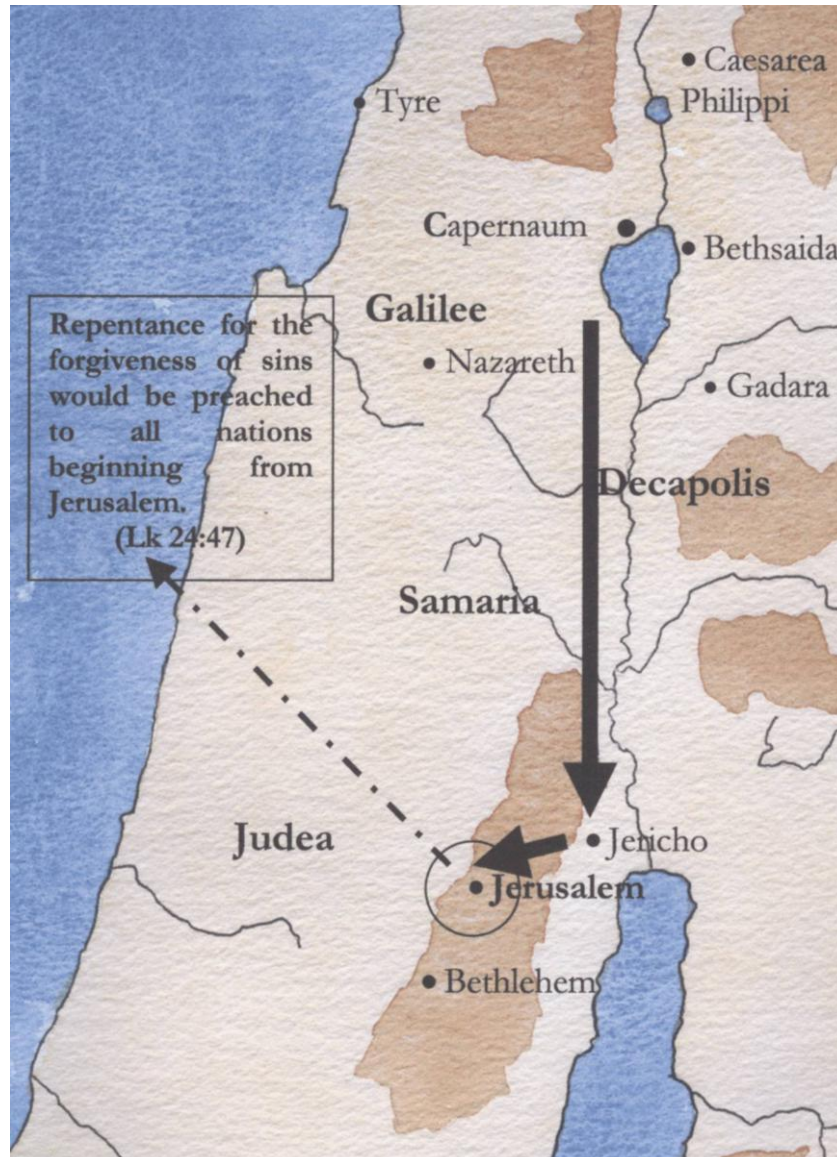 Caesarea
Philippi
Tyre
Capernaum
Bethsaida
Galilee
Repentance for the
forgiveness of sins
would be preached
to all nations
beginning from
Jerusalem.
(Lk 24:47)
Nazareth
Gadara
Decapolis
Samaria
Judea
Jericho
Jerusalem
Bethlehem